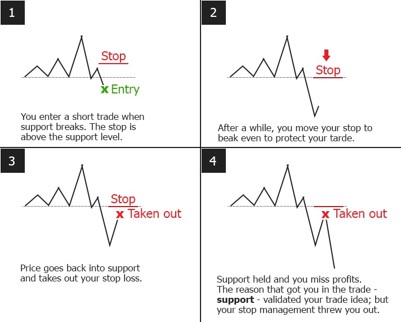 1
Stop
x Entry
You enter a short trade when
support breaks. The stop is
above the support level.
2
Stop
After a while, you move your stop to
beak even to protect your tarde.
3
Stop
x Taken out
Price goes back into support
and takes out your stop loss.
4
x Taken out
Support held and you miss profits.
The reason that got you in the trade -
support - validated your trade idea; but
your stop management threw you out.